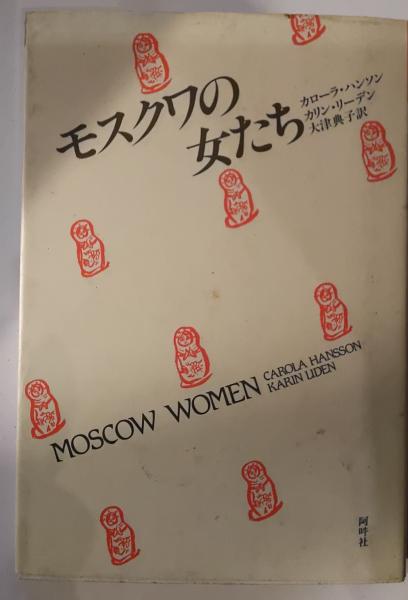 モスクワの
女たち
カローラ・ハンソン
カリン・リーデン
大津典子訳
MOSCOW WOMEN
CAROLA HANSSON
KARIN LIDEN
阿吽社